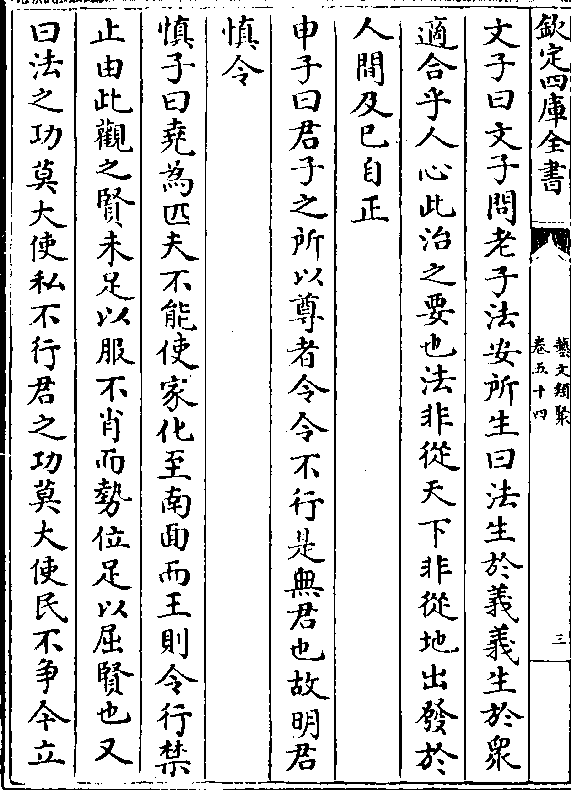 欽定四庫全書
藝文類聚
卷五十四
三
文子曰文子問老子法安所生曰法生於義義生於衆
適合乎人心此治之要也法非從天下非從地出發於
人間及已自正
申子曰君子之所以尊者令令不行是無君也故明君
慎令
慎子曰堯為匹夫不能使家化至南面而王則令行禁
止由此觀之賢未足以服不肖而勢位足以屈賢也又
曰法之功莫大使私不行君之功莫大使民不爭今立